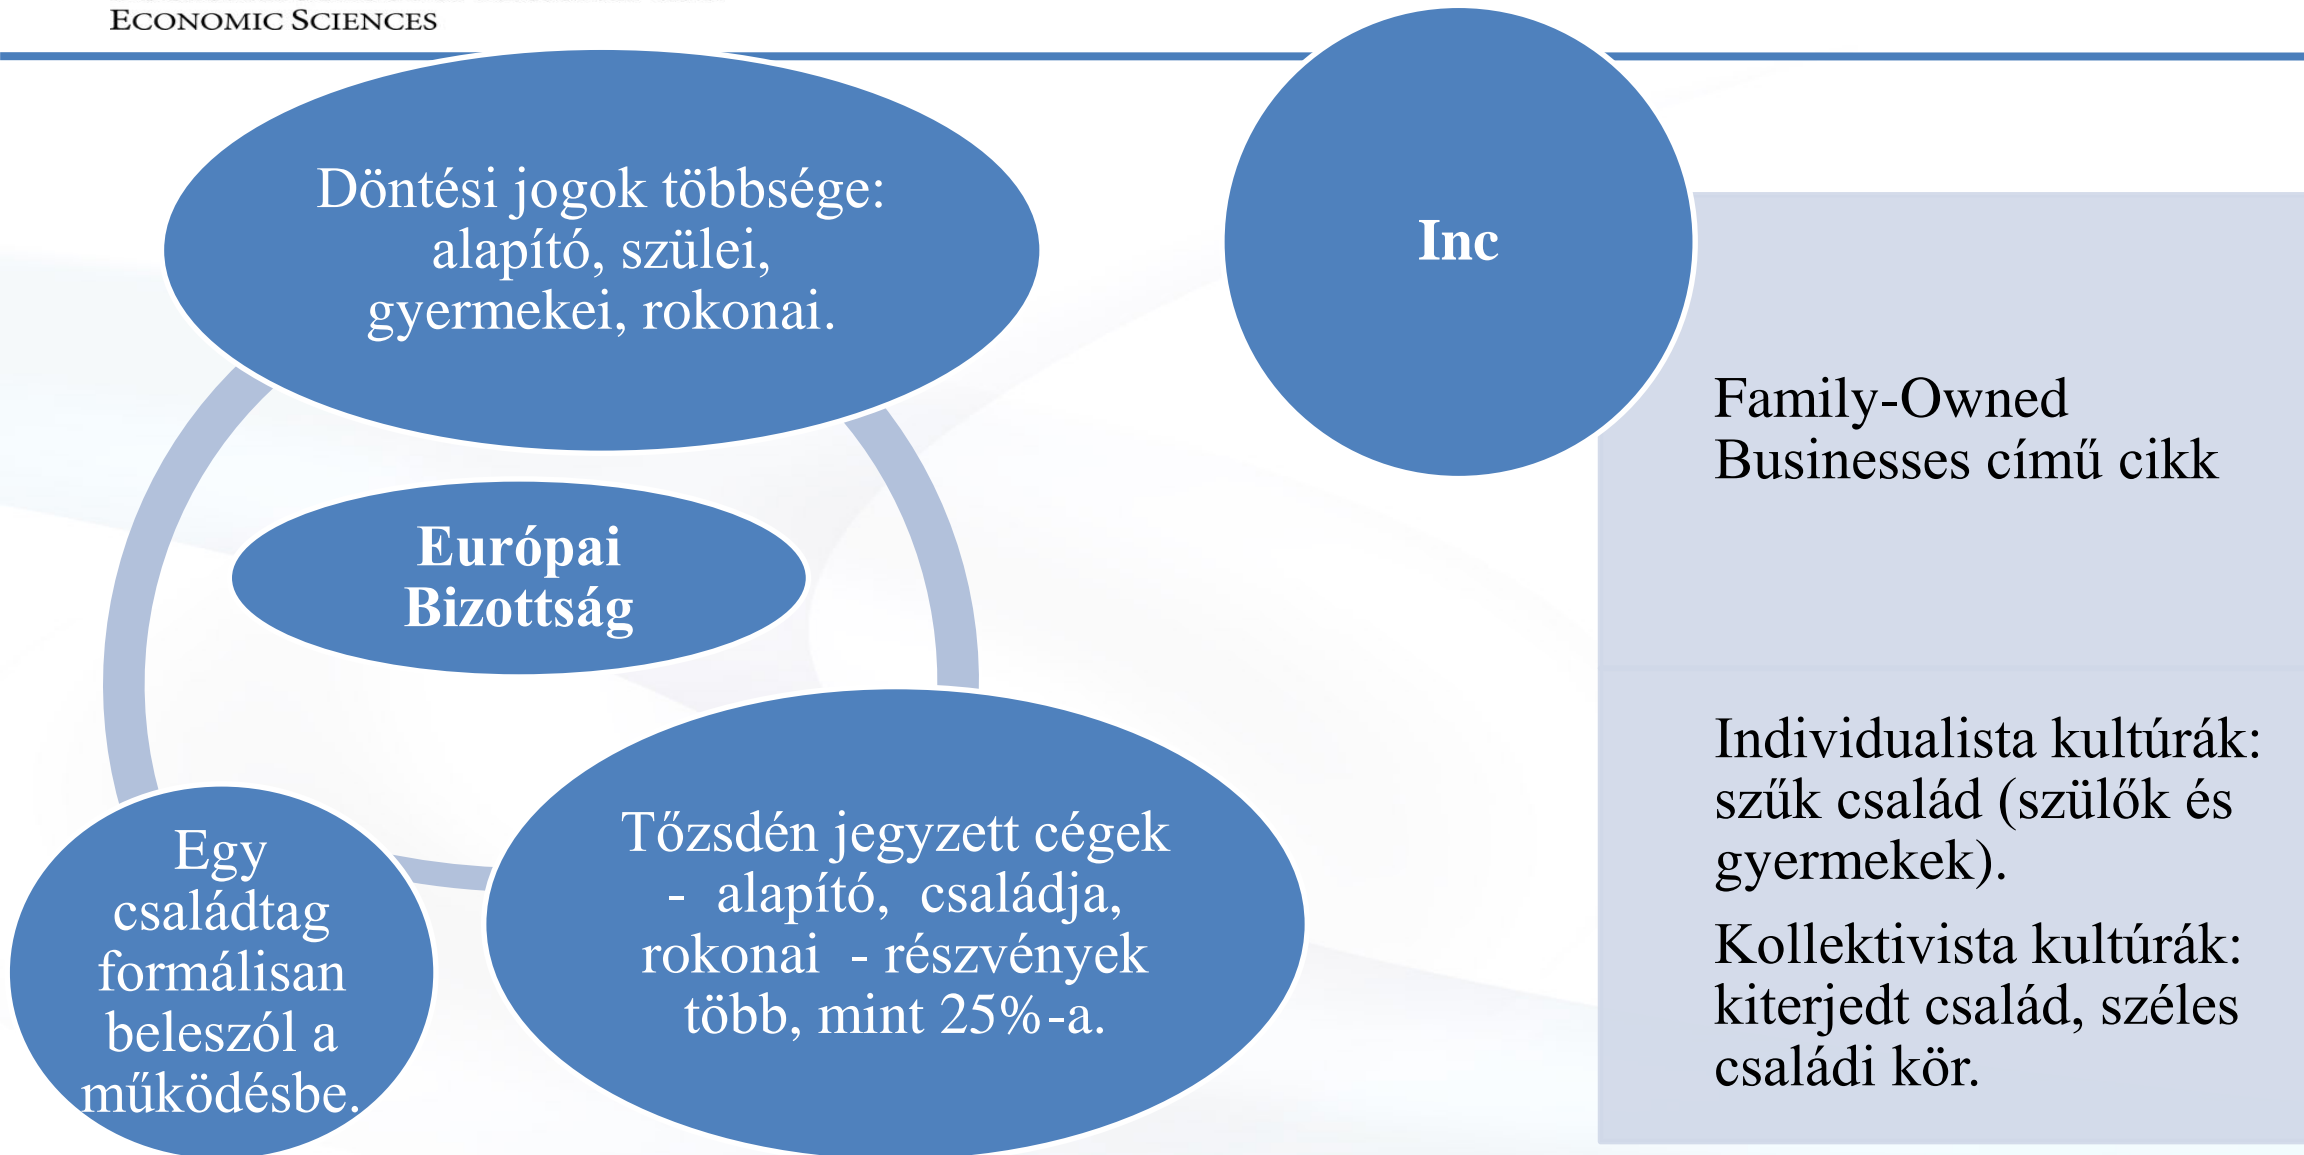 ECONOMIC SCIENCES
Döntési jogok többsége:
alapító, szülei,
gyermekei, rokonai.
Európai
Bizottság
Egy
családtag
formálisan
beleszól a
működésbe.
Tőzsdén jegyzett cégek
- alapító, családja,
rokonai - részvények
több, mint 25%-a.
Inc
Family-Owned
Businesses című cikk
Individualista kultúrák:
szűk család (szülők és
gyermekek).
Kollektivista kultúrák:
kiterjedt család, széles
családi kör.